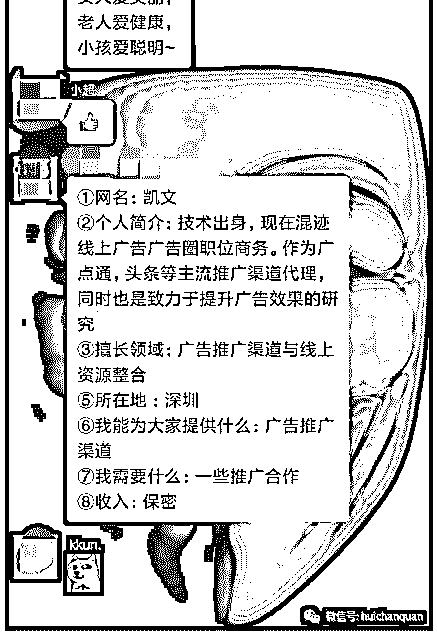 女人爱美丽，
老人爱健康，
小孩爱聪明~
小超
①网名：凯文
②个人简介：技术出身，现在混迹
线上广告广告圈职位商务。作为广
点通，头条等主流推广渠道代理，
同时也是致力于提升广告效果的研
究
③擅长领域：广告推广渠道与线上
资源整合
⑤所在地：深圳
⑥我能为大家提供什么：广告推广
渠道
⑦我需要什么：一些推广合作
⑧收入：保密
kkun.
微信号: huichanquan